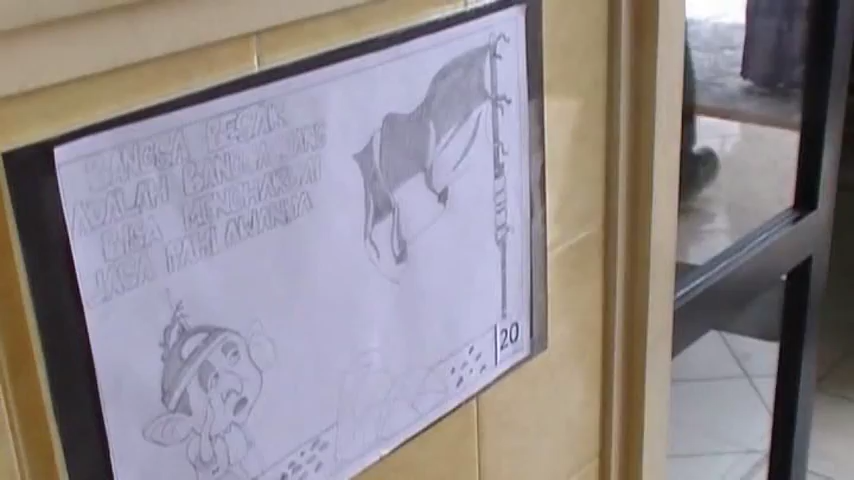 BANGSA BESAR
ADALAH BANGSA YANG
BISA MENGHARGAI
JASA PAHLAWANNYA
20